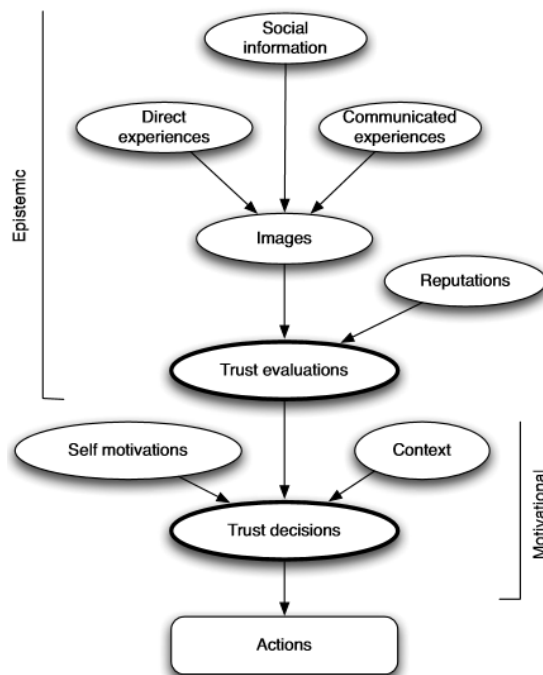 Social
information
Direct
experiences
Communicated
experiences
Epistemic
Images
Reputations
Trust evaluations
Self motivations
Context
Trust decisions
Motivational
Actions